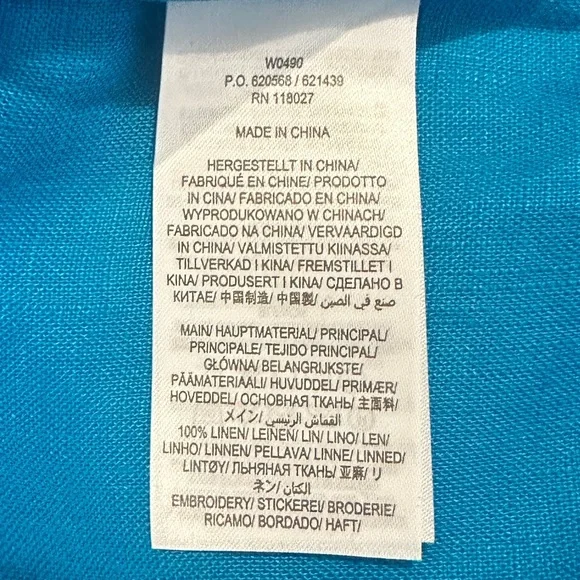 W0490
P.O. 620568 / 621439
RN 118027
MADE IN CHINA
HERGESTELLT IN CHINA/
FABRIQUÉ EN CHINE/ PRODOTTO
IN CINA/ FABRICADO EN CHINA/
WYPRODUKOWANO W CHINACH/
FABRICADO NA CHINA/ VERVAARDIGD
IN CHINA/ VALMISTETTU KIINASSA/
TILLVERKAD I KINA/ FREMSTILLET I
KINA/ PRODUSERT I KINA/ СДЕЛАНО В
КИТАЕ/ 中国制造/ 中国製/ صنع في الصين
MAIN/ HAUPTMATERIAL/ PRINCIPAL/
PRINCIPALE/ TEJIDO PRINCIPAL/
GŁÓWNA/ BELANGRIJKSTE/
PÄÄMATERIAALI/ HUVUDDEL/ PRIMÆR/
HOVEDDEL/ ОСНОВНАЯ ТКАНЬ/ 主面料/
メイン/ القماش الرئيسي/
100% LINEN/ LEINEN/ LIN/ LINO/ LEN/
LINHO/ LINNEN/ PELLAVA/ LINNE/ LINNED/
LINTØY/ ЛЬНЯНАЯ ТКАНЬ/ 亚麻/ リ
ネン/ الكتان/
EMBROIDERY/ STICKEREI/ BRODERIE/
RICAMO/ BORDADO/ HAFT/